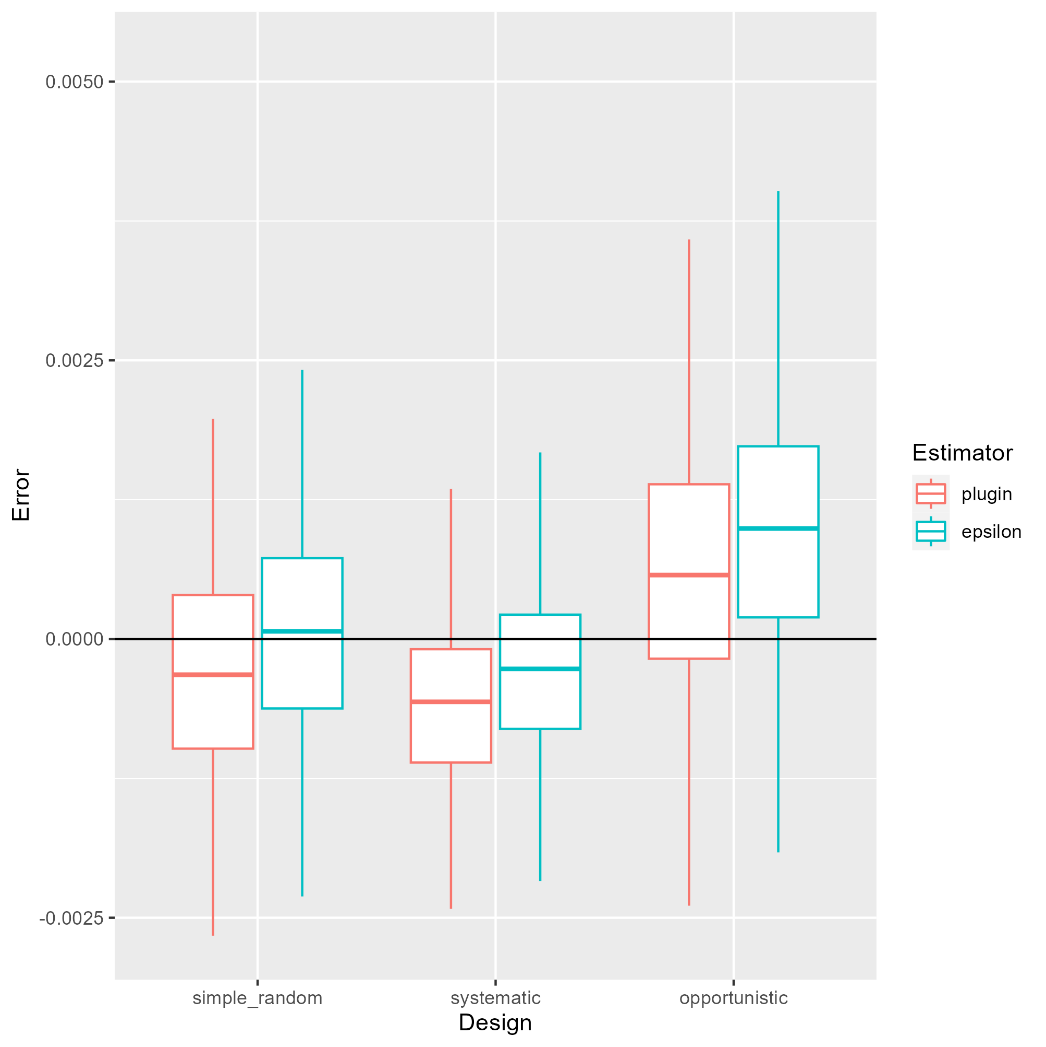 0.0050
0.0025
0.0000
-0.0025
Error
simple_random
systematic
opportunistic
Design
Estimator
plugin
epsilon